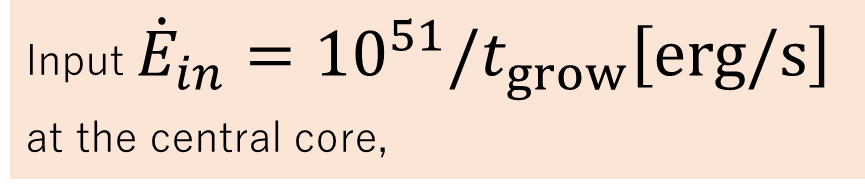 Input Ė_in = 10^51/t_grow [erg/s]
at the central core,